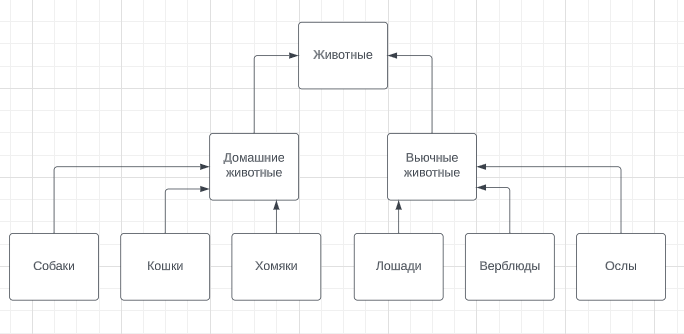 Животные
Домашние
животные
Вьючные
животные
Собаки
Кошки
Хомяки
Лошади
Верблюды
Ослы